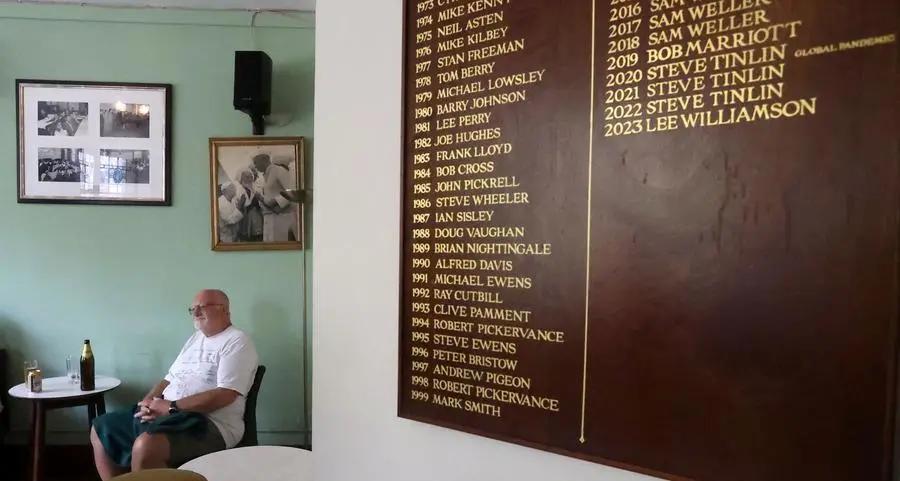 1973
1974 MIKE KENNY
1975 NEIL ASTEN
1976 MIKE KILBEY
1977 STAN FREEMAN
1978 TOM BERRY
1979 MICHAEL LOWSLEY
1980 BARRY JOHNSON
1981 LEE PERRY
1982 JOE HUGHES
1983 FRANK LLOYD
1984 BOB CROSS
1985 JOHN PICKRELL
1986 STEVE WHEELER
1987 IAN SISLEY
1988 DOUG VAUGHAN
1989 BRIAN NIGHTINGALE
1990 ALFRED DAVIS
1991 MICHAEL EWENS
1992 RAY CUTBILL
1993 CLIVE PAMMENT
1994 ROBERT PICKERVANCE
1995 STEVE EWENS
1996 PETER BRISTOW
1997 ANDREW PIGEON
1998 ROBERT PICKERVANCE
1999 MARK SMITH
2016 SAM
2017 SAM WELLER
2018 SAM WELLER
2019 BOB MARRIOTT
2020 STEVE TINLIN GLOBAL PANDEMIC
2021 STEVE TINLIN
2022 STEVE TINLIN
2023 LEE WILLIAMSON